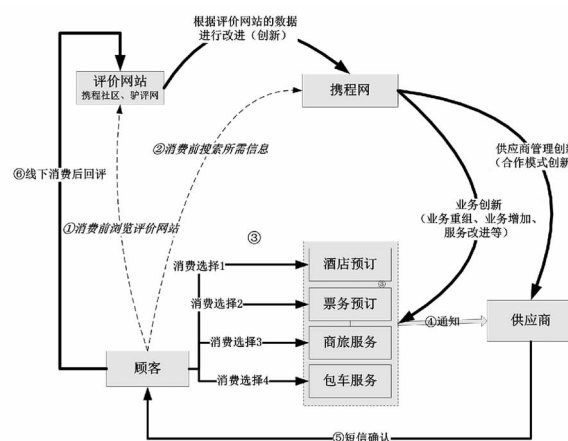 根据评价网站的数据
进行改进（创新）
评价网站
携程社区、驴评网
携程网
②消费前搜索所需信息
供应商管理创新
（合作模式创新
⑥线下消费后回评
①消费前浏览评价网站
业务创新
（业务重组、业务增加、
服务改进等）
③
消费选择1
酒店预订
③
消费选择2
票务预订
④通知
供应商
消费选择3
商旅服务
顾客
消费选择4
包车服务
⑤短信确认